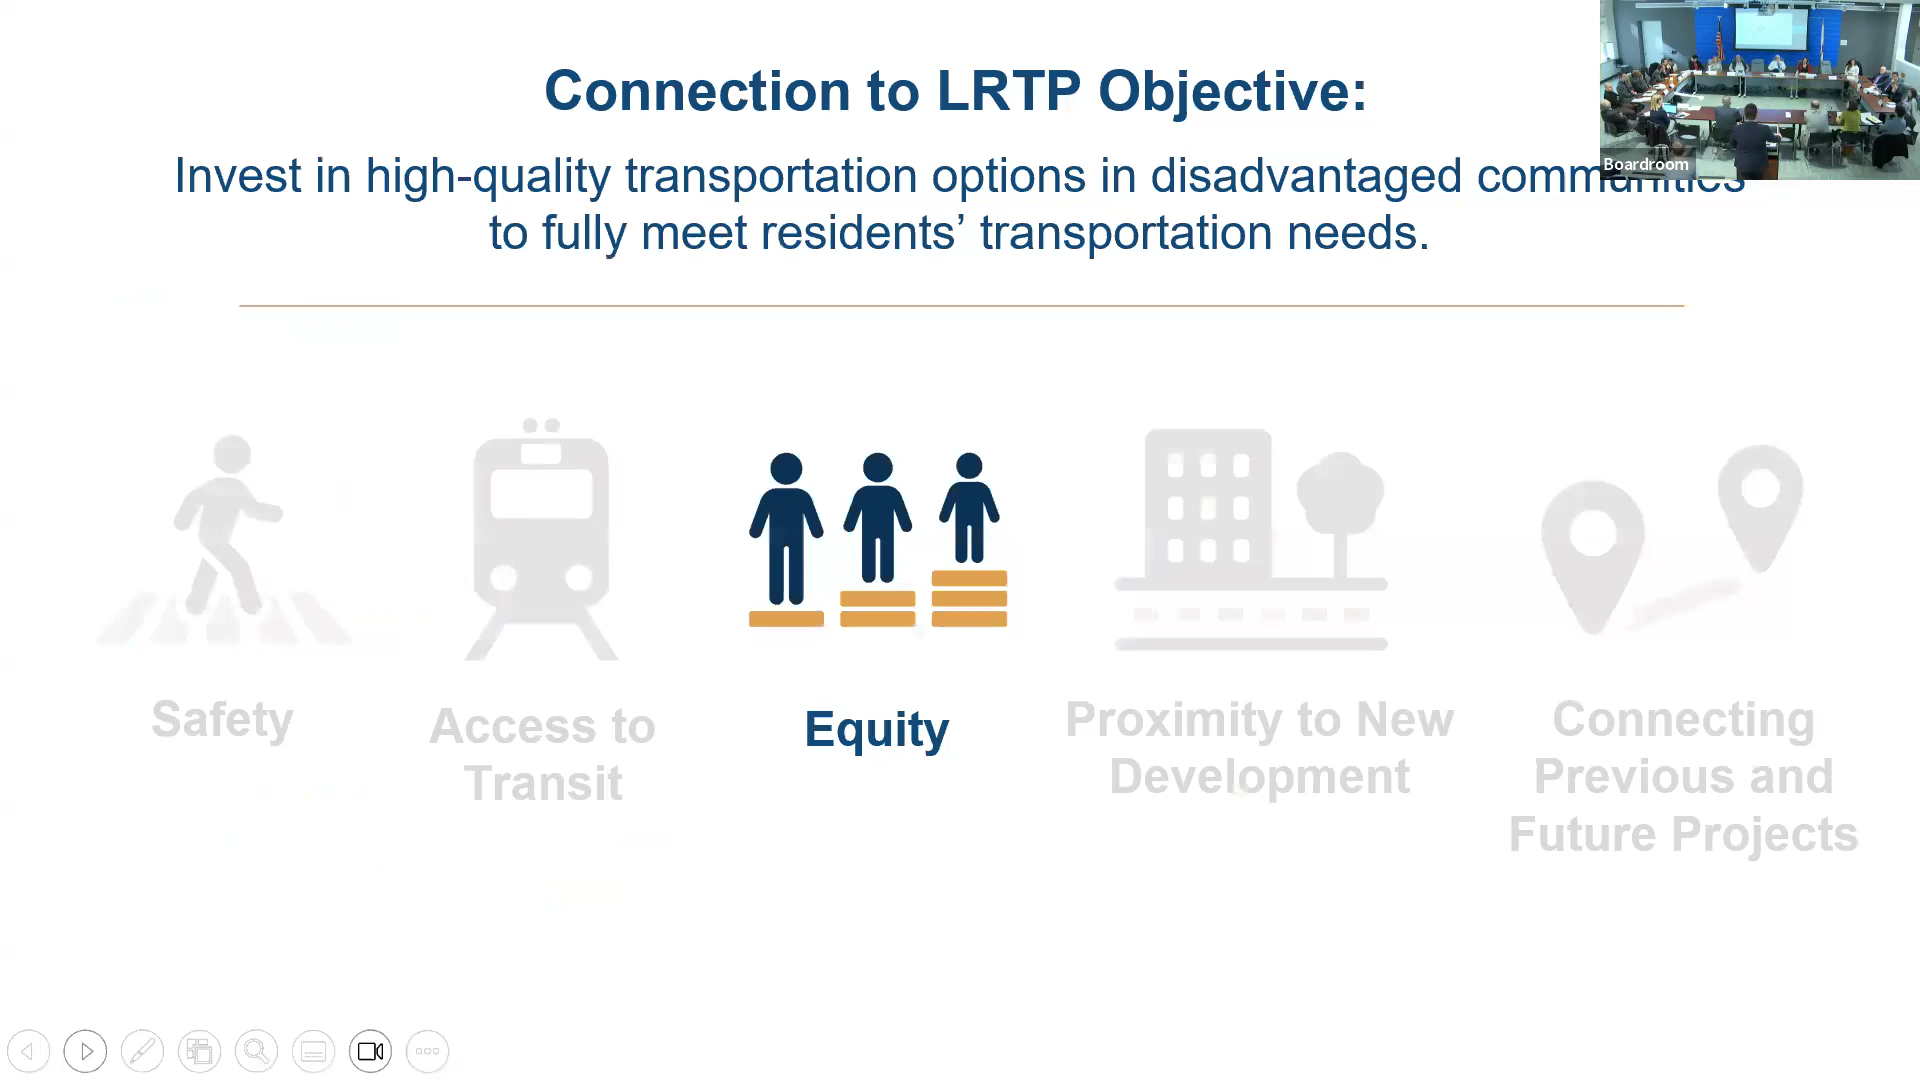 Connection to LRTP Objective:
Invest in high-quality transportation options in disadvantaged communities
to fully meet residents’ transportation needs.
Boardroom
Safety
Access to
Transit
Equity
Proximity to New
Development
Connecting
Previous and
Future Projects